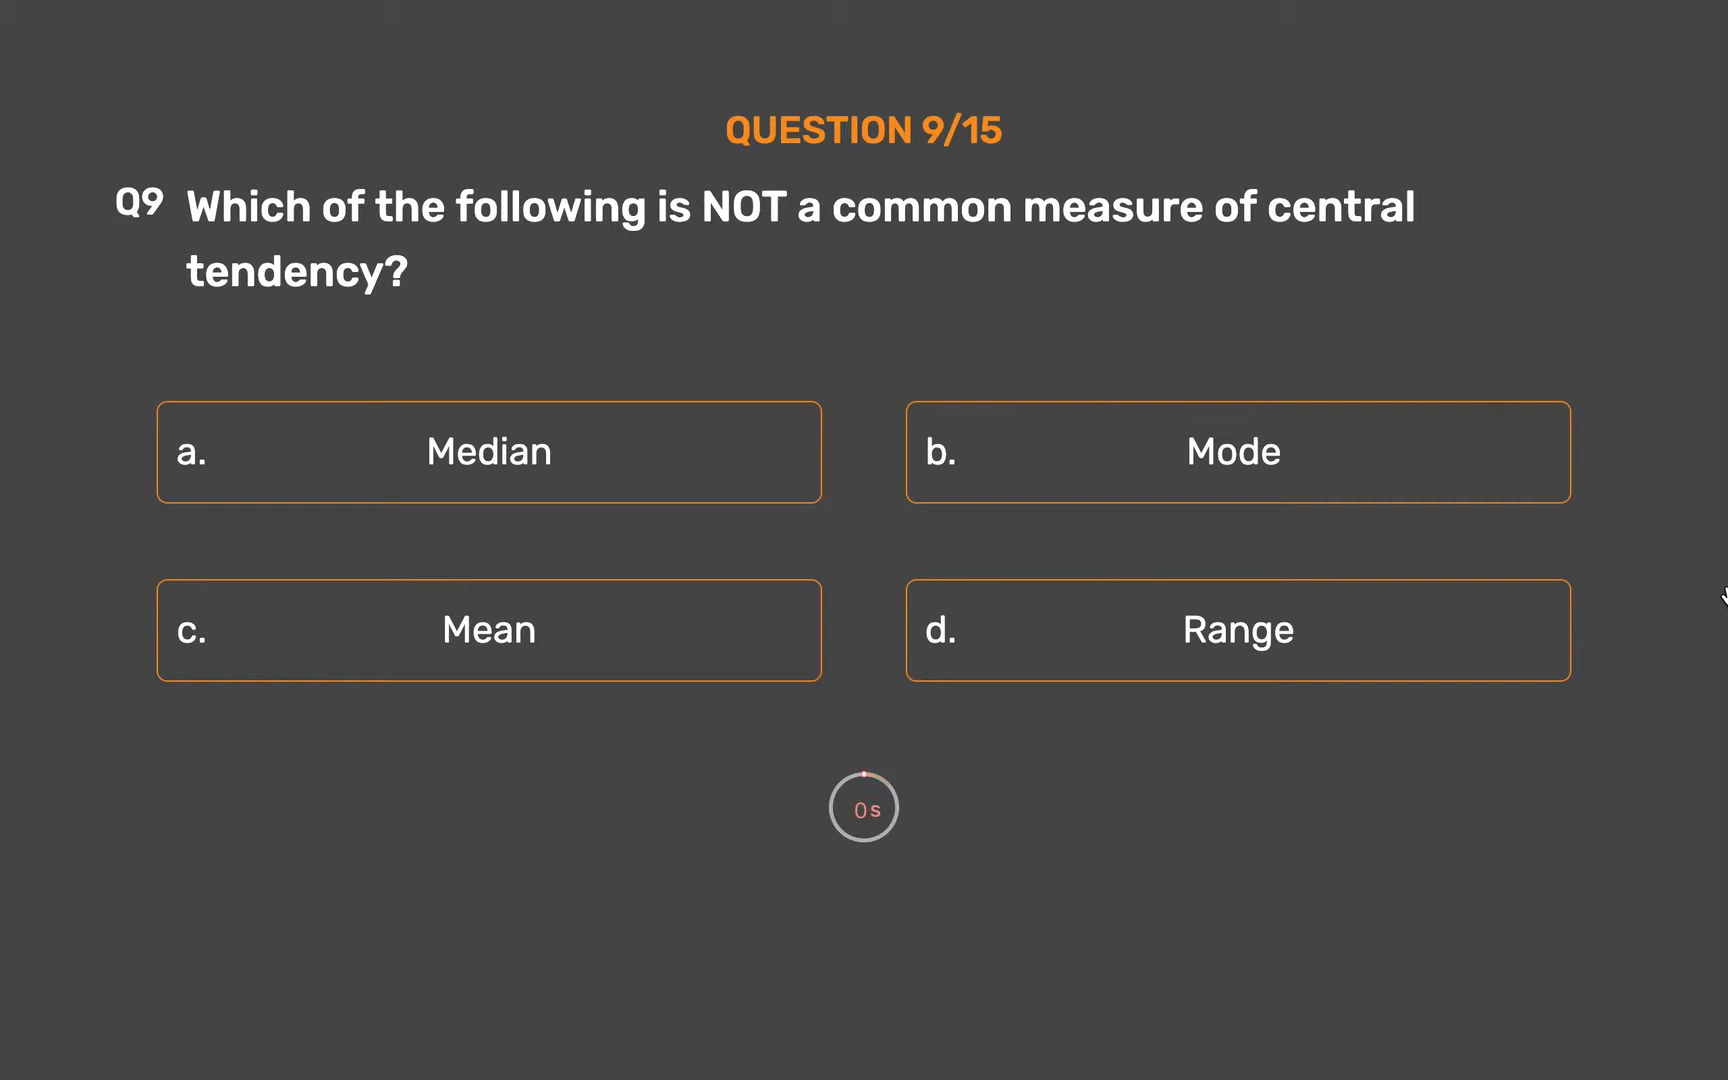 QUESTION 9/15
Q9 Which of the following is NOT a common measure of central
tendency?
a. Median
b. Mode
c. Mean
d. Range
0s